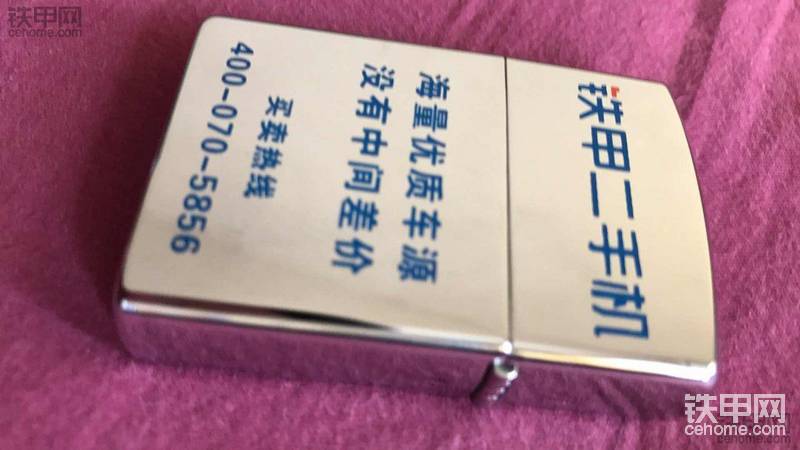 铁甲网
cehome.com
铁甲二手机
海量优质车源
没有中间差价
买卖热线
400-070-5856
铁甲网
cehome.com